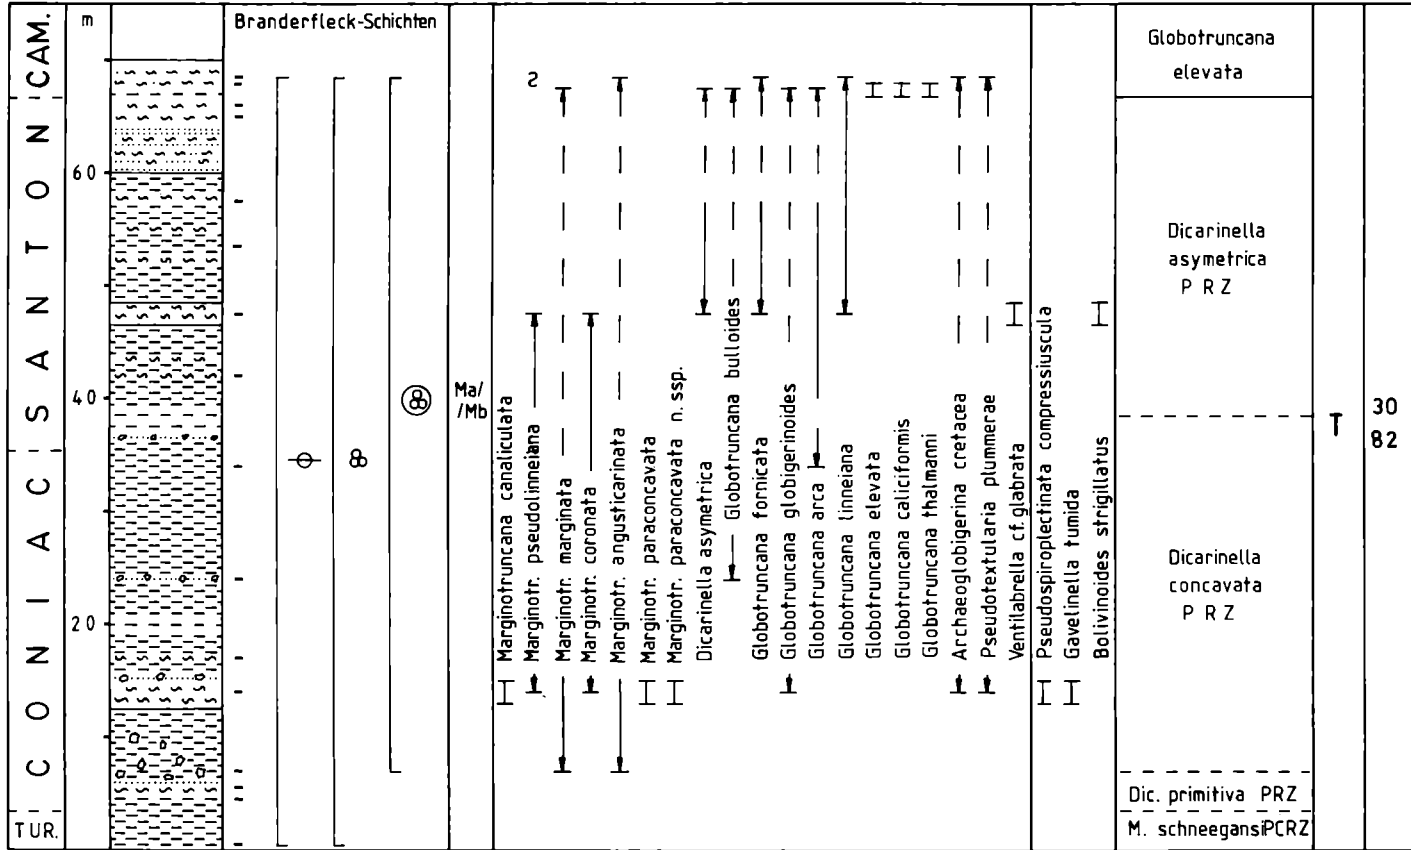 CAM.
SANTON
CONIAC
TUR.
m
60
40
20
Branderfleck-Schichten
Ma/
/Mb
2
Marginotruncana canaliculata
Marginotr. pseudolinneiana
Marginotr. marginata
Marginotr. coronata
Marginotr. angusticarinata
Marginotr. paraconcavata
Marginotr. paraconcavata n. ssp.
Dicarinella asymetrica
Globotruncana bulloides
Globotruncana fornicata
Globotruncana globigerinoides
Globotruncana arca
Globotruncana linneiana
Globotruncana elevata
Globotruncana caliciformis
Globotruncana thalmanni
Archaeoglobigerina cretacea
Pseudotextularia plummerae
Ventilabrella cf. glabrata
Pseudospiroplectinata compressiuscula
Gavelinella tumida
Bolivinoides strigillatus
Globotruncana
elevata
Dicarinella
asymetrica
P R Z
Dicarinella
concavata
P R Z
Dic. primitiva PRZ
M. schneegansiPCRZ
T
30
82